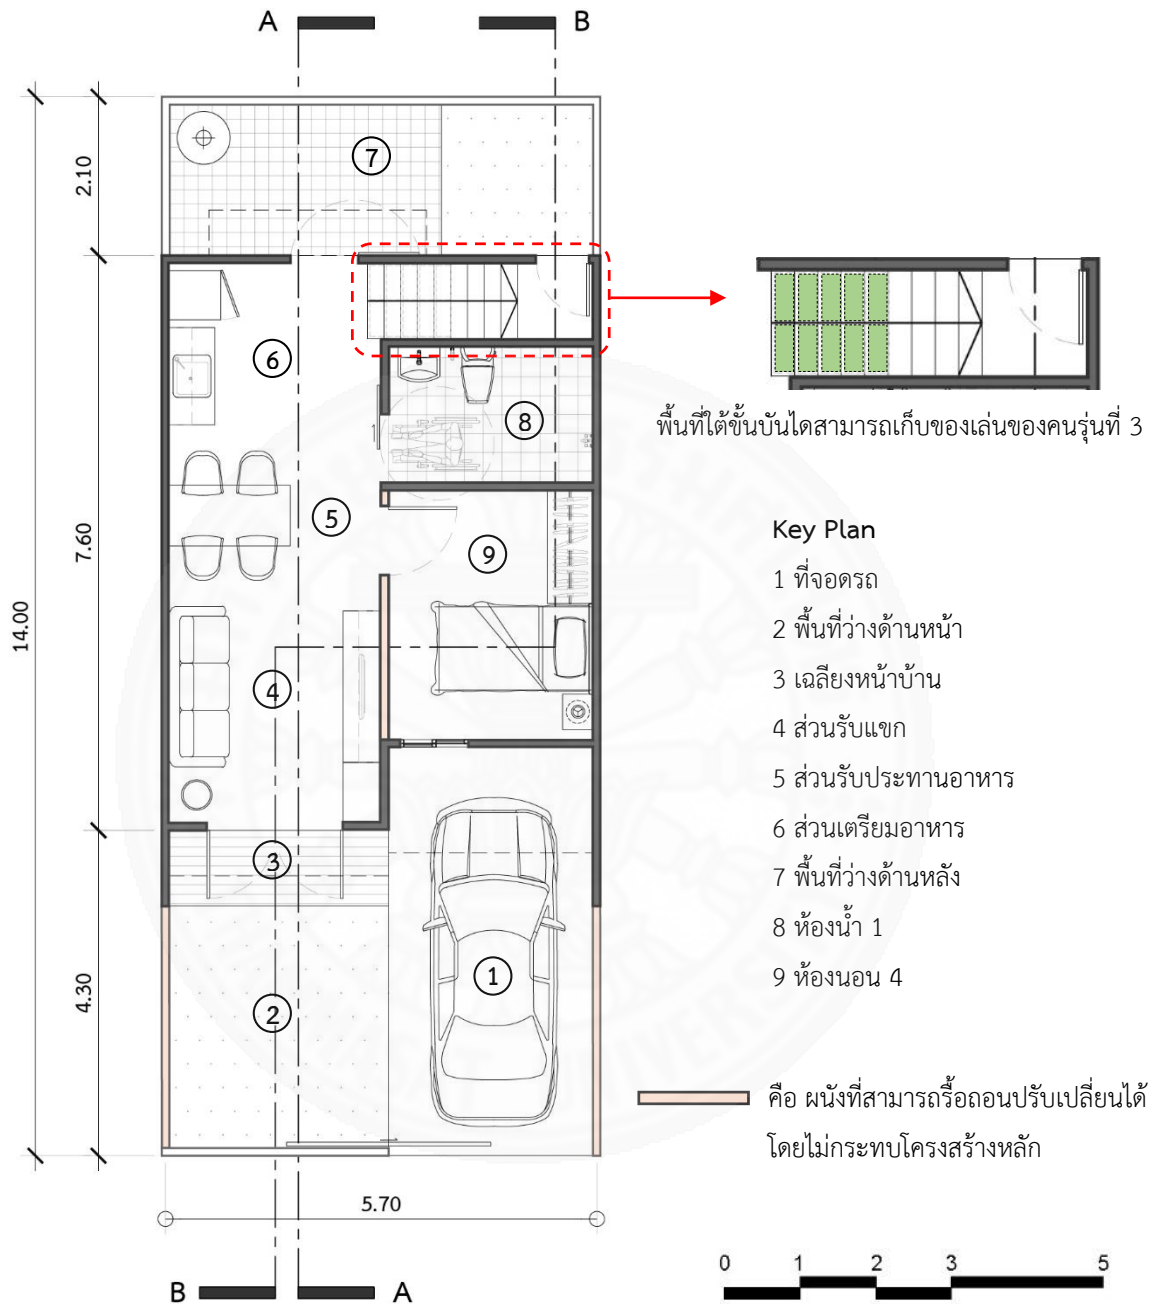 A
B
2.10
7.60
14.00
4.30
7
6
8
5
9
4
3
2
1
5.70
B
A
พื้นที่ใต้ขั้นบันไดสามารถเก็บของเล่นของคนรุ่นที่ 3
Key Plan
1 ที่จอดรถ
2 พื้นที่ว่างด้านหน้า
3 เฉลียงหน้าบ้าน
4 ส่วนรับแขก
5 ส่วนรับประทานอาหาร
6 ส่วนเตรียมอาหาร
7 พื้นที่ว่างด้านหลัง
8 ห้องน้ำ 1
9 ห้องนอน 4
คือ ผนังที่สามารถรื้อถอนปรับเปลี่ยนได้
โดยไม่กระทบโครงสร้างหลัก
0 1 2 3 5